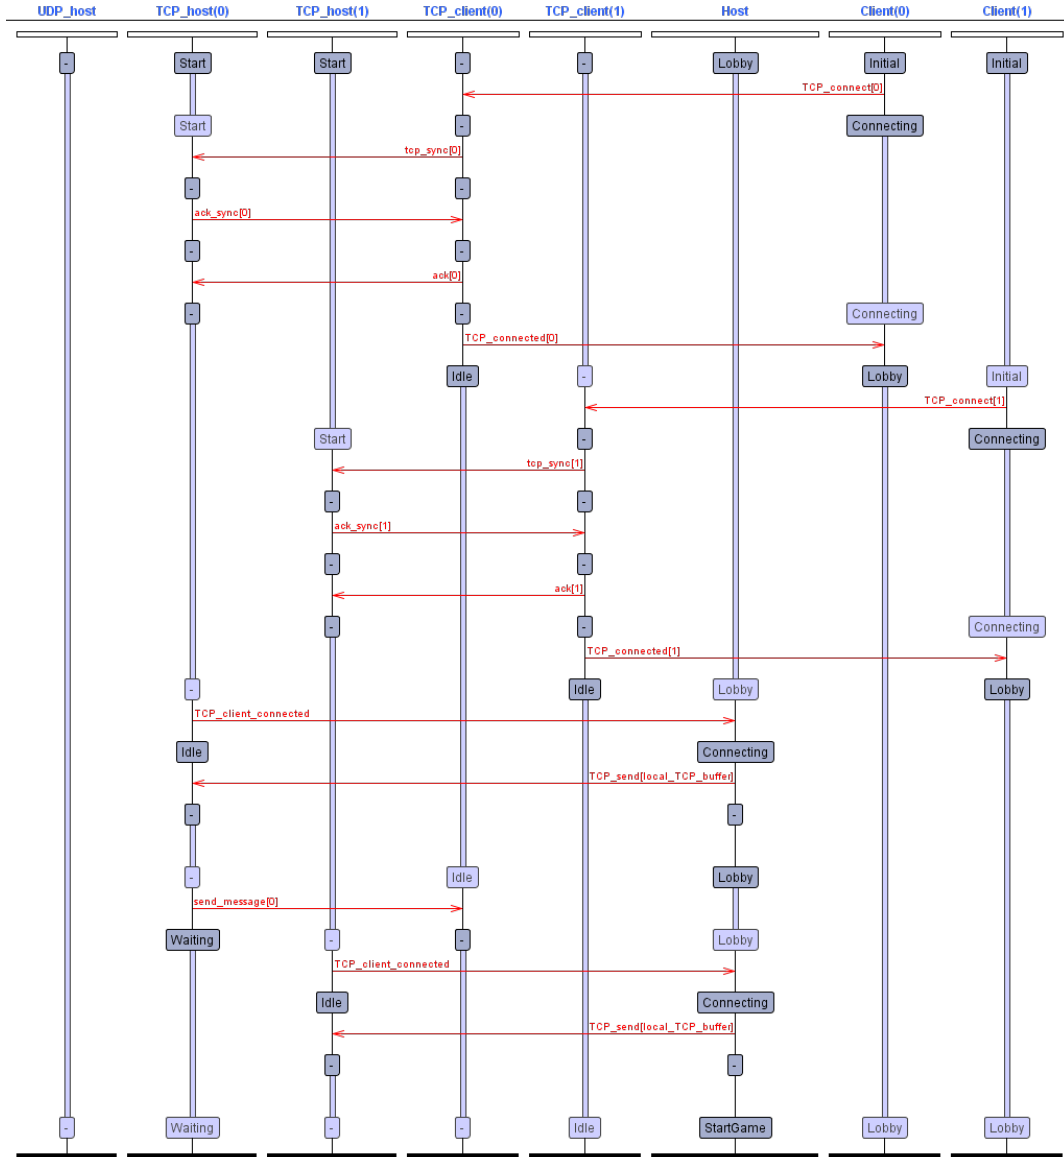 UDP_host TCP_host(0) TCP_host(1) TCP_client(0) TCP_client(1) Host Client(0) Client(1)
- Start Start - - Lobby Initial Initial
TCP_connect[0]
Start - Connecting
tcp_sync[0]
- -
ack_sync[0]
- -
ack[0]
- - Connecting
TCP_connected[0]
Idle - Lobby Initial
TCP_connect[1]
Start - Connecting
tcp_sync[1]
- -
ack_sync[1]
- -
ack[1]
- - Connecting
TCP_connected[1]
- Idle Lobby Lobby
TCP_client_connected
Idle Connecting
TCP_send[local_TCP_buffer]
- -
- Idle Lobby
send_message[0]
Waiting - - Lobby
TCP_client_connected
Idle Connecting
TCP_send[local_TCP_buffer]
- -
- Waiting - - Idle StartGame Lobby Lobby